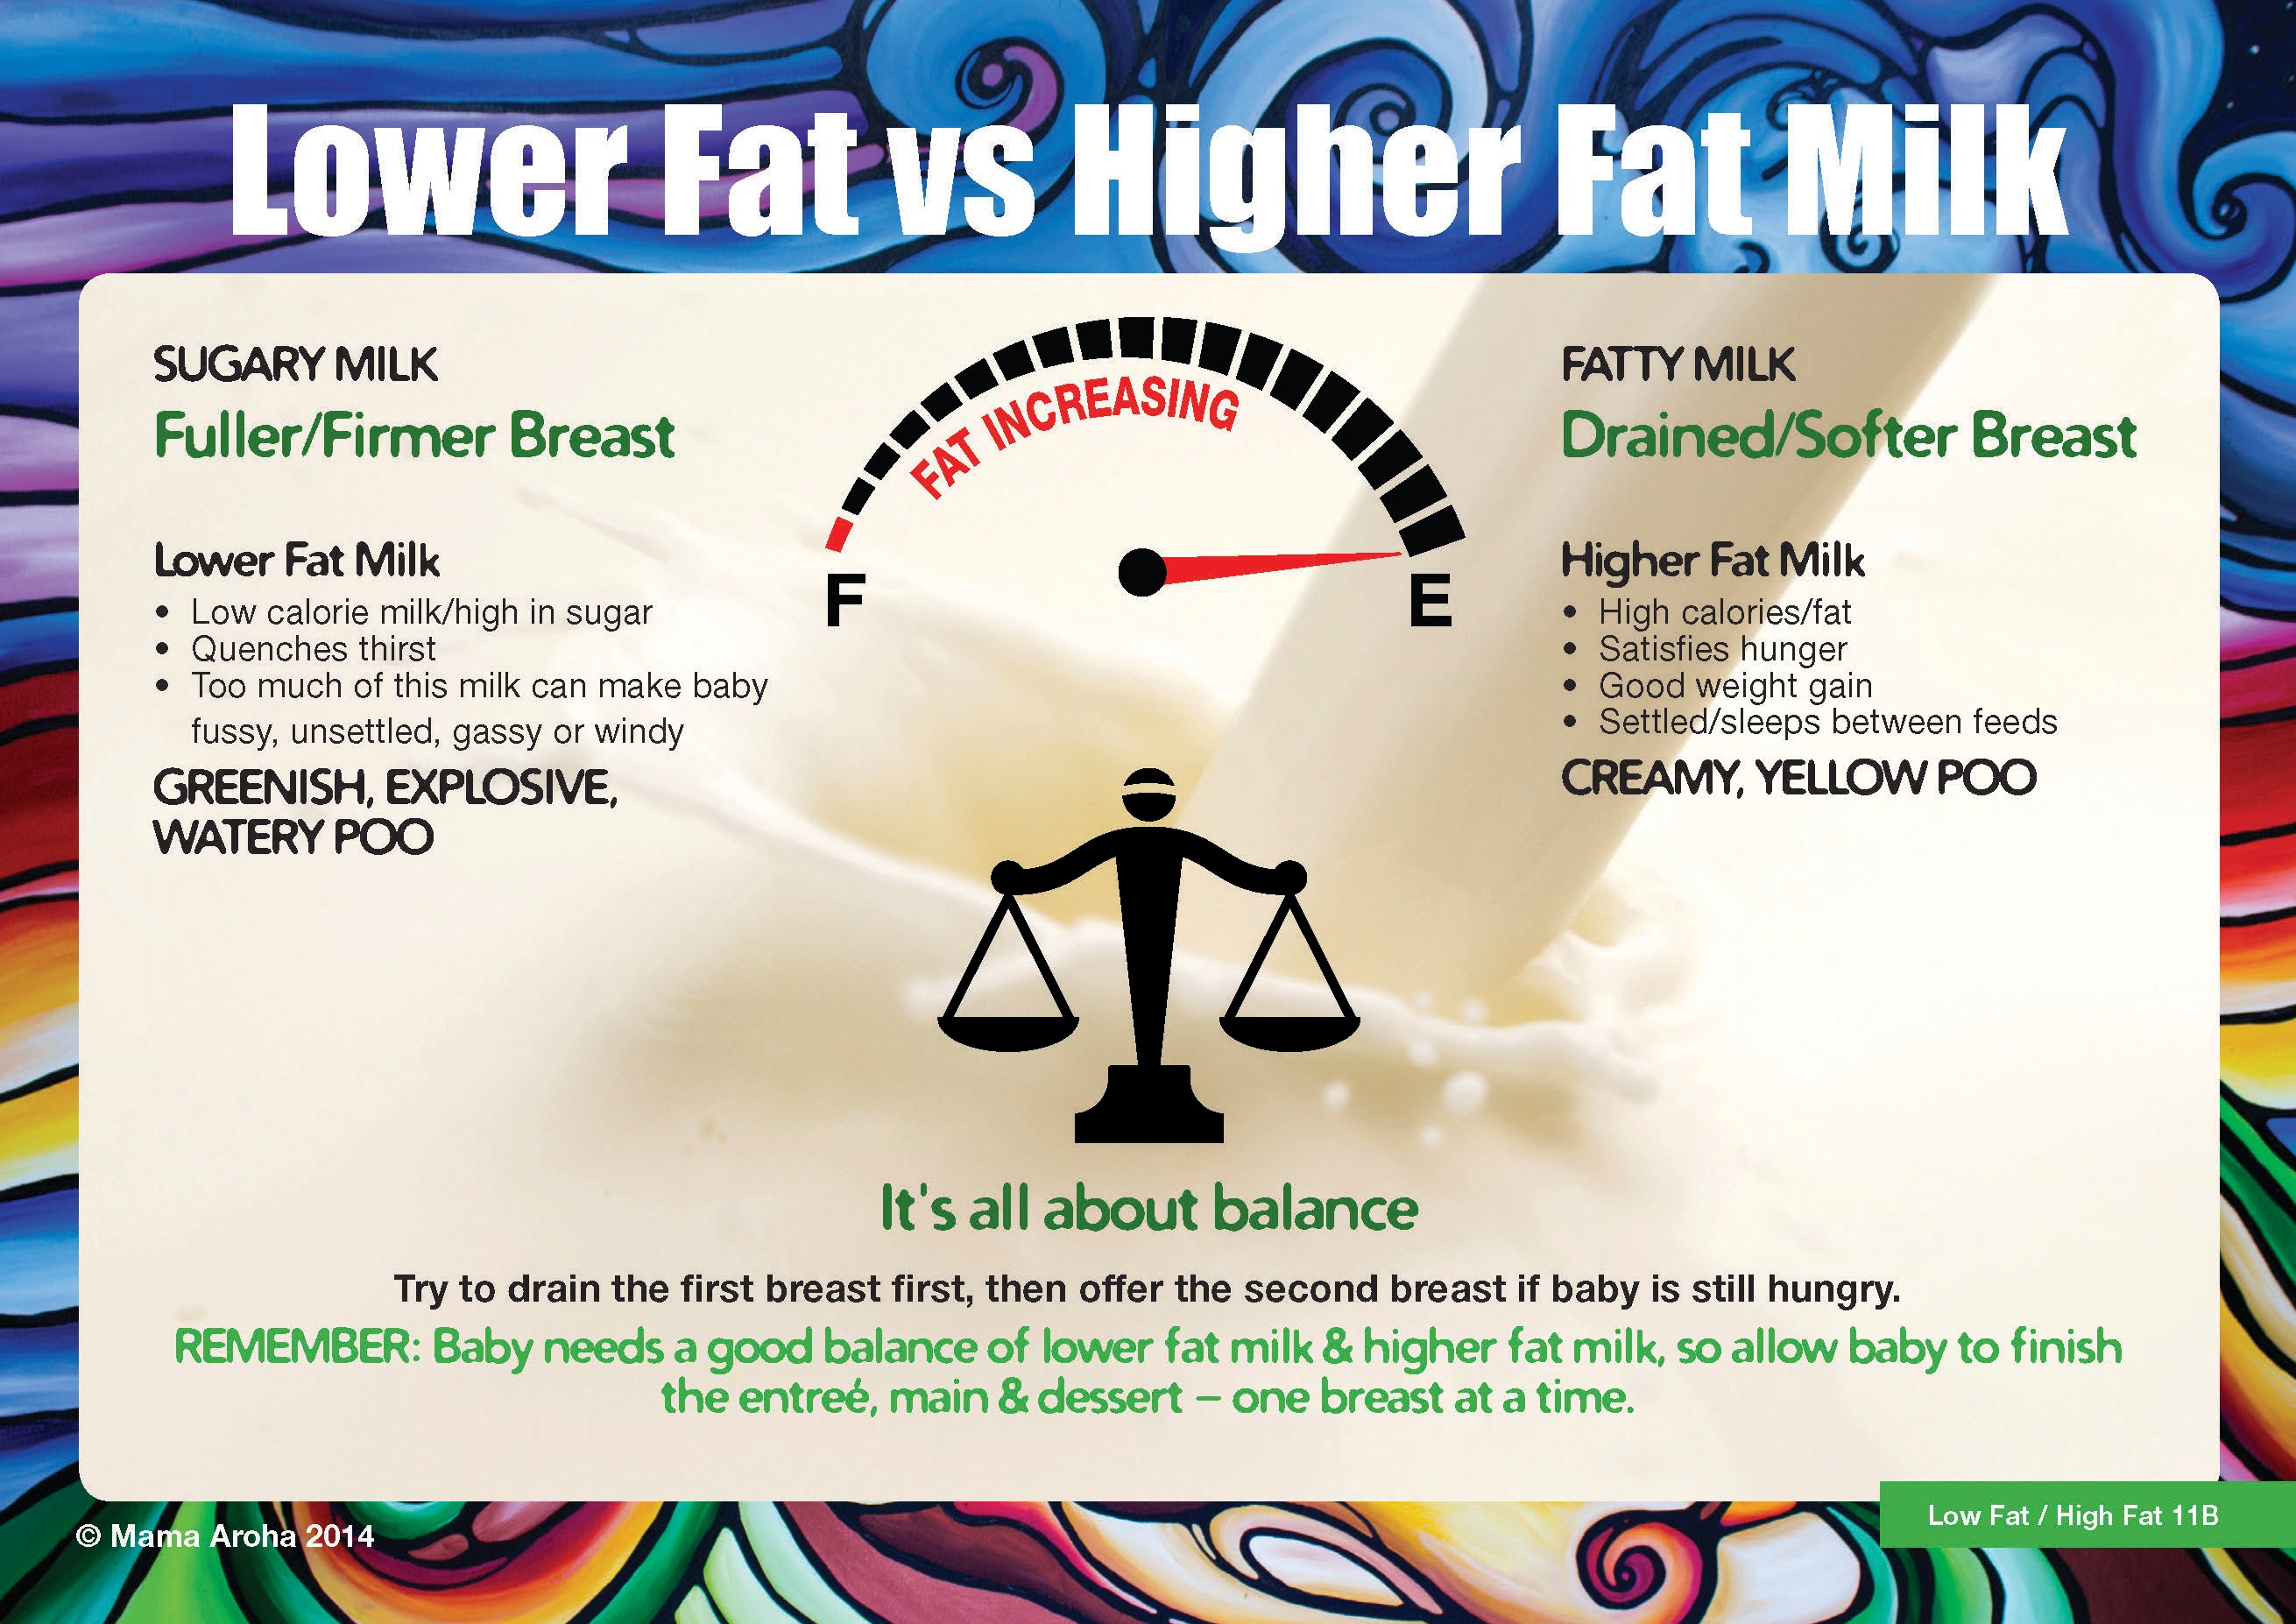 Lower Fat vs Higher Fat Milk
SUGARY MILK
Fuller/Firmer Breast
Lower Fat Milk
• Low calorie milk/high in sugar
• Quenches thirst
• Too much of this milk can make baby
fussy, unsettled, gassy or windy
GREENISH, EXPLOSIVE,
WATERY POO
FAT INCREASING
F
E
FATTY MILK
Drained/Softer Breast
Higher Fat Milk
• High calories/fat
• Satisfies hunger
• Good weight gain
• Settled/sleeps between feeds
CREAMY, YELLOW POO
It's all about balance
Try to drain the first breast first, then offer the second breast if baby is still hungry.
REMEMBER: Baby needs a good balance of lower fat milk & higher fat milk, so allow baby to finish
the entreé, main & dessert – one breast at a time.
© Mama Aroha 2014
Low Fat / High Fat 11B